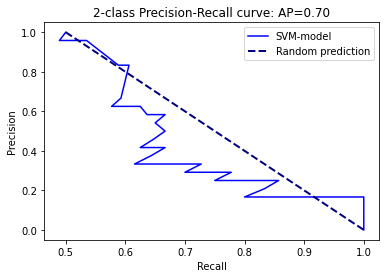 2-class Precision-Recall curve: AP=0.70
SVM-model
Random prediction
Precision
1.0
0.8
0.6
0.4
0.2
0.0
0.5
0.6
0.7
0.8
0.9
1.0
Recall